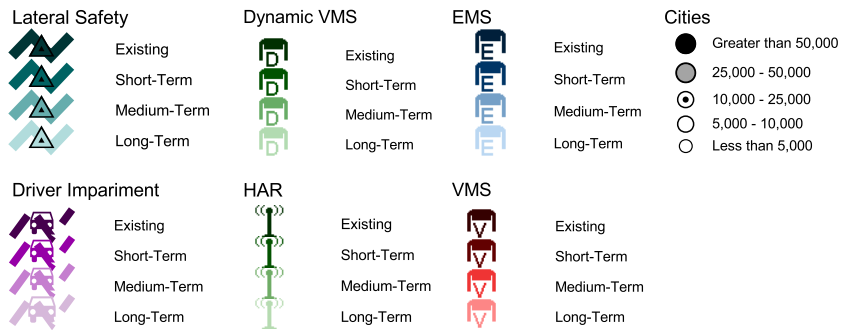 Lateral Safety
Existing
Short-Term
Medium-Term
Long-Term
Dynamic VMS
D Existing
D Short-Term
D Medium-Term
D Long-Term
EMS
E Existing
E Short-Term
E Medium-Term
E Long-Term
Cities
Greater than 50,000
25,000 - 50,000
10,000 - 25,000
5,000 - 10,000
Less than 5,000
Driver Impariment
Existing
Short-Term
Medium-Term
Long-Term
HAR
Existing
Short-Term
Medium-Term
Long-Term
VMS
V Existing
V Short-Term
V Medium-Term
V Long-Term